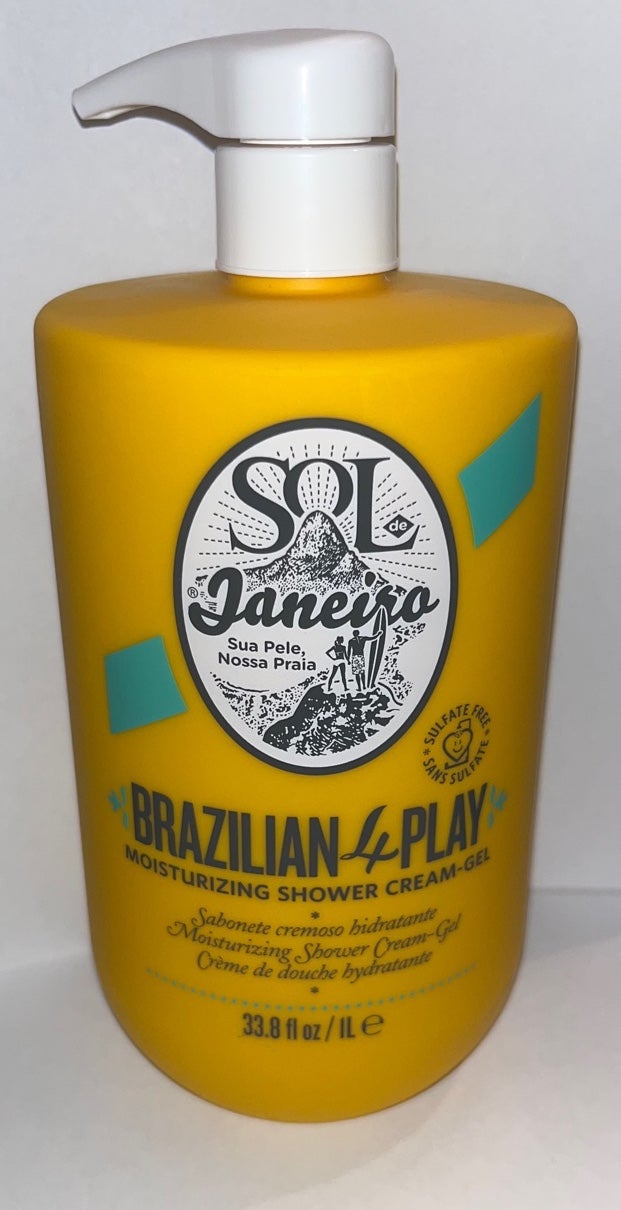 SOL
de
Janeiro
®
Sua Pele,
Nossa Praia
* SULFATE FREE *
SANS SULFATE
BRAZILIAN 4 PLAY
MOISTURIZING SHOWER CREAM-GEL
*
Sabonete cremoso hidratante
Moisturizing Shower Cream-Gel
Crème de douche hydratante
*
33.8 fl oz / 1L ℮